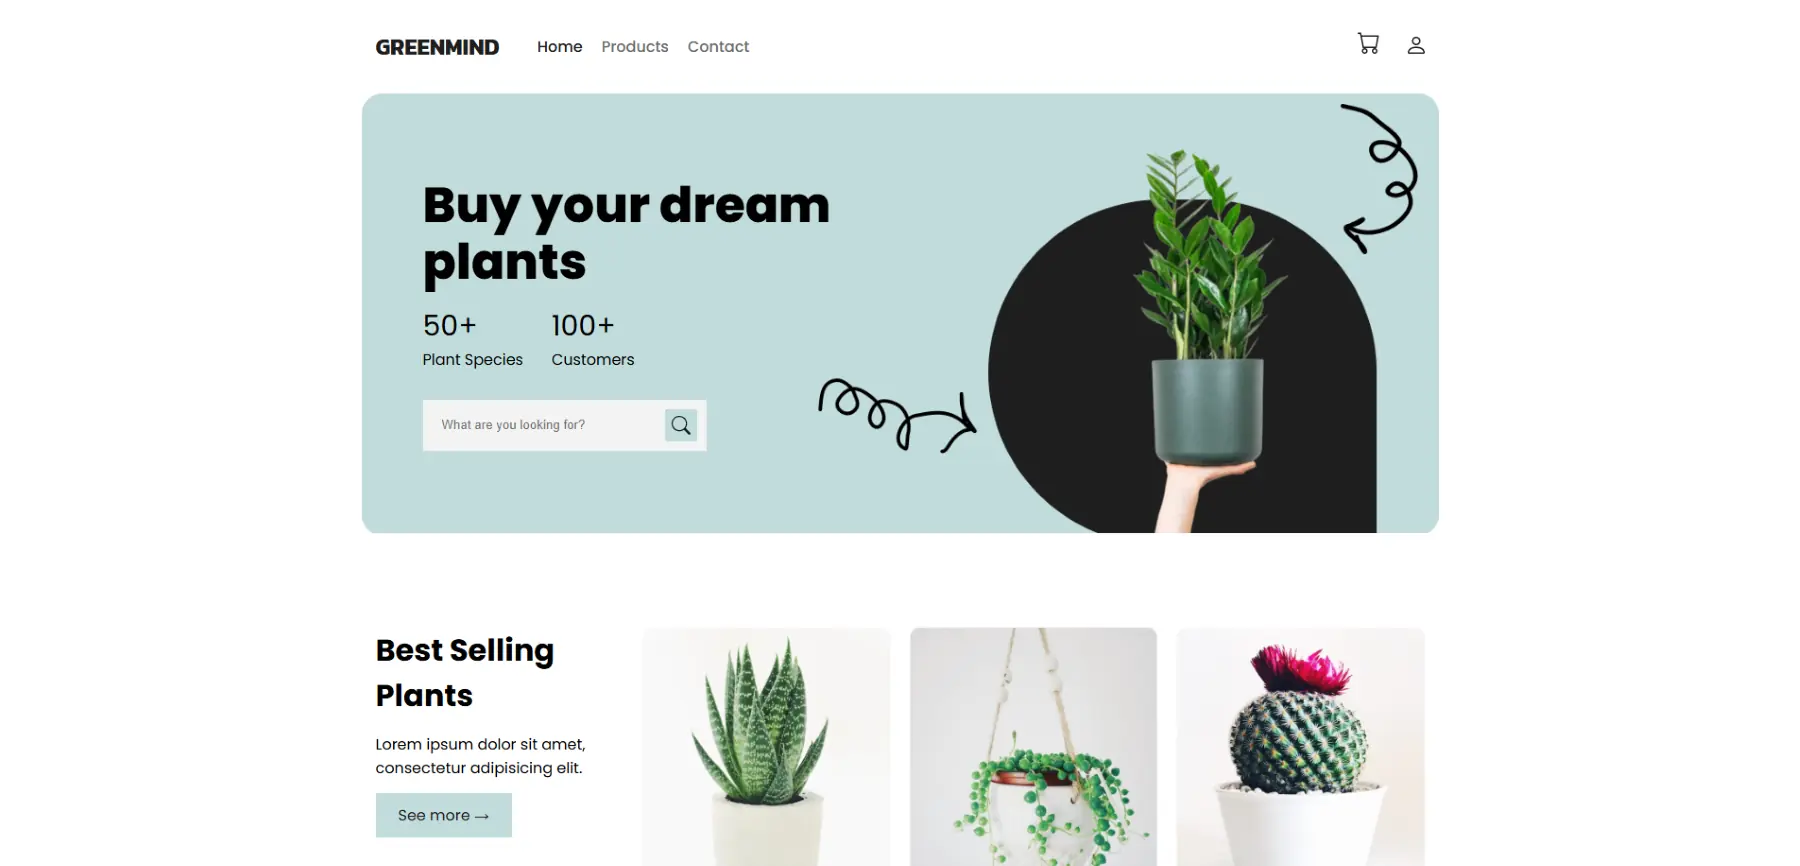 GREENMIND
Home Products Contact
Buy your dream
plants
50+ 100+
Plant Species Customers
What are you looking for?
Best Selling
Plants
Lorem ipsum dolor sit amet,
consectetur adipisicing elit.
See more →